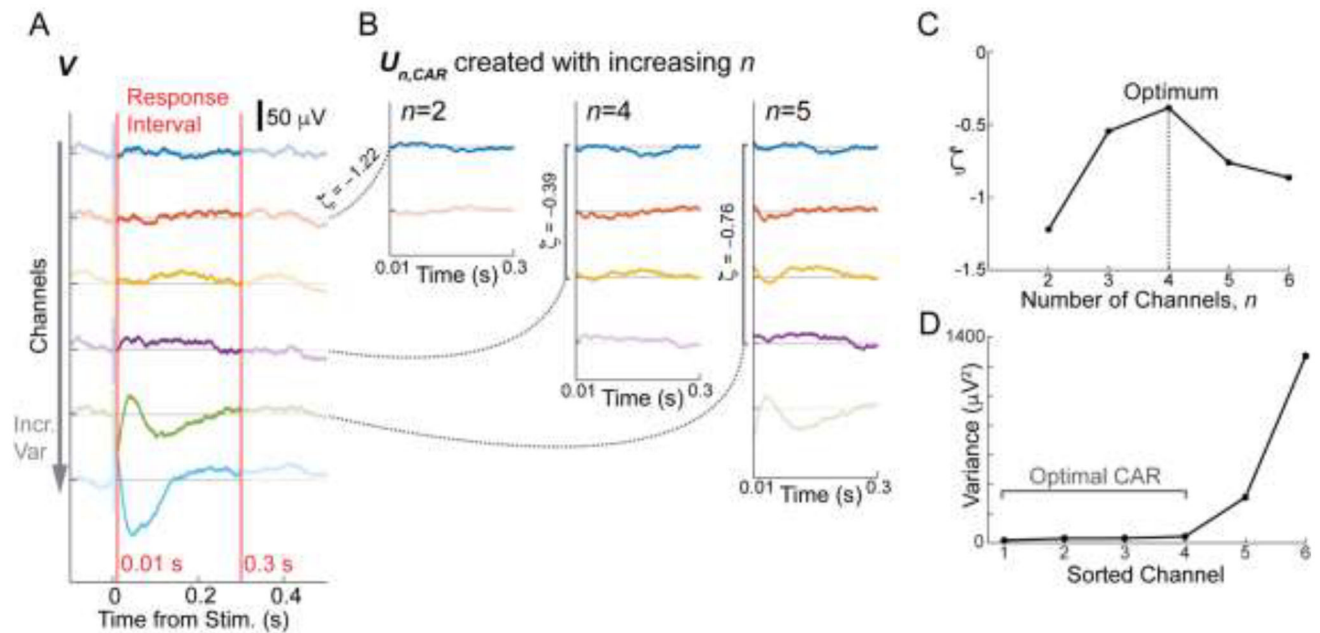 A
V
Response
Interval
50 μV
Channels
Incr.
Var
0.01 s
0.3 s
0
0.2
0.4
Time from Stim. (s)
B
U n,CAR created with increasing n
n=2
n=4
n=5
ζ = −1.22
ζ = −0.39
ζ = −0.76
0.01
Time (s)
0.3
0.01
Time (s)
0.3
0.01
Time (s)
0.3
C
0
-0.5
-1
-1.5
ζ
Optimum
2
3
4
5
6
Number of Channels, n
D
1400
0
Variance (μV²)
Optimal CAR
1
2
3
4
5
6
Sorted Channel